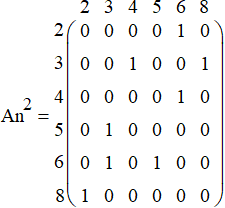 2 3 4 5 6 8
2 0 0 0 0 1 0
3 0 0 1 0 0 1
4 0 0 0 0 1 0
An² =
5 0 1 0 0 0 0
6 0 1 0 1 0 0
8 1 0 0 0 0 0